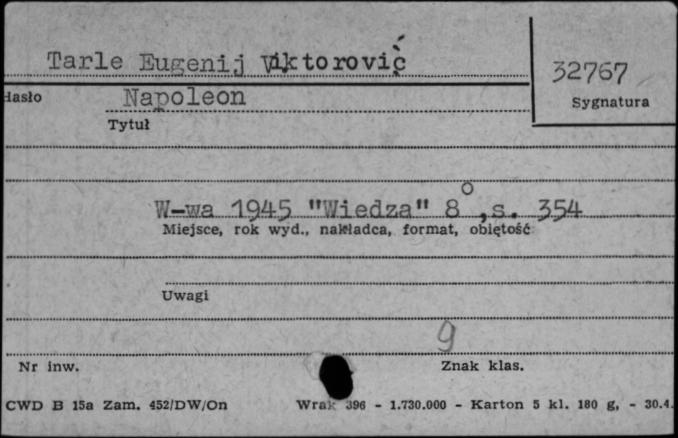 Tarle Eugenij Viktorovič
32767
Hasło
Napoleon
Sygnatura
Tytuł
W-wa 1945 "Wiedza" 8°,s. 354
Miejsce, rok wyd., nakładca, format, objętość
Uwagi
9
Nr inw.
Znak klas.
CWD B 15a Zam. 452/DW/On Wrak 396 - 1.730.000 - Karton 5 kl. 180 g, - 30.4.